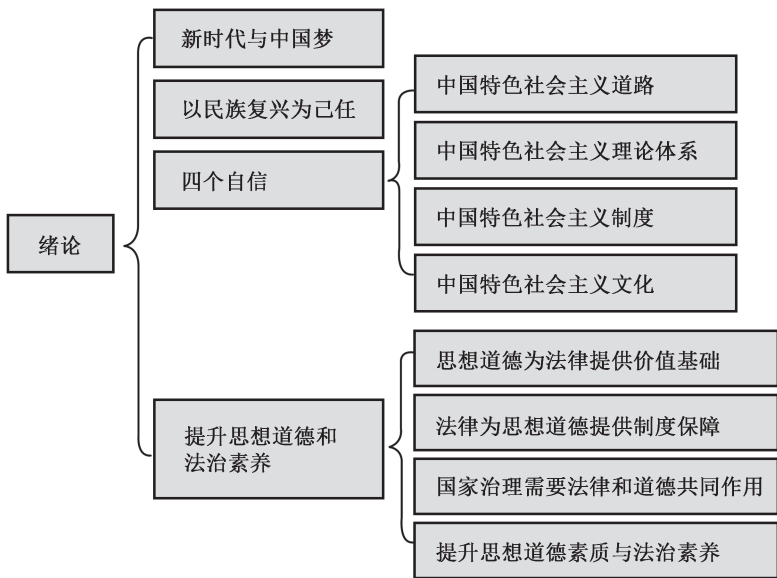 绪论
新时代与中国梦
以民族复兴为己任
四个自信
中国特色社会主义道路
中国特色社会主义理论体系
中国特色社会主义制度
中国特色社会主义文化
提升思想道德和
法治素养
思想道德为法律提供价值基础
法律为思想道德提供制度保障
国家治理需要法律和道德共同作用
提升思想道德素质与法治素养